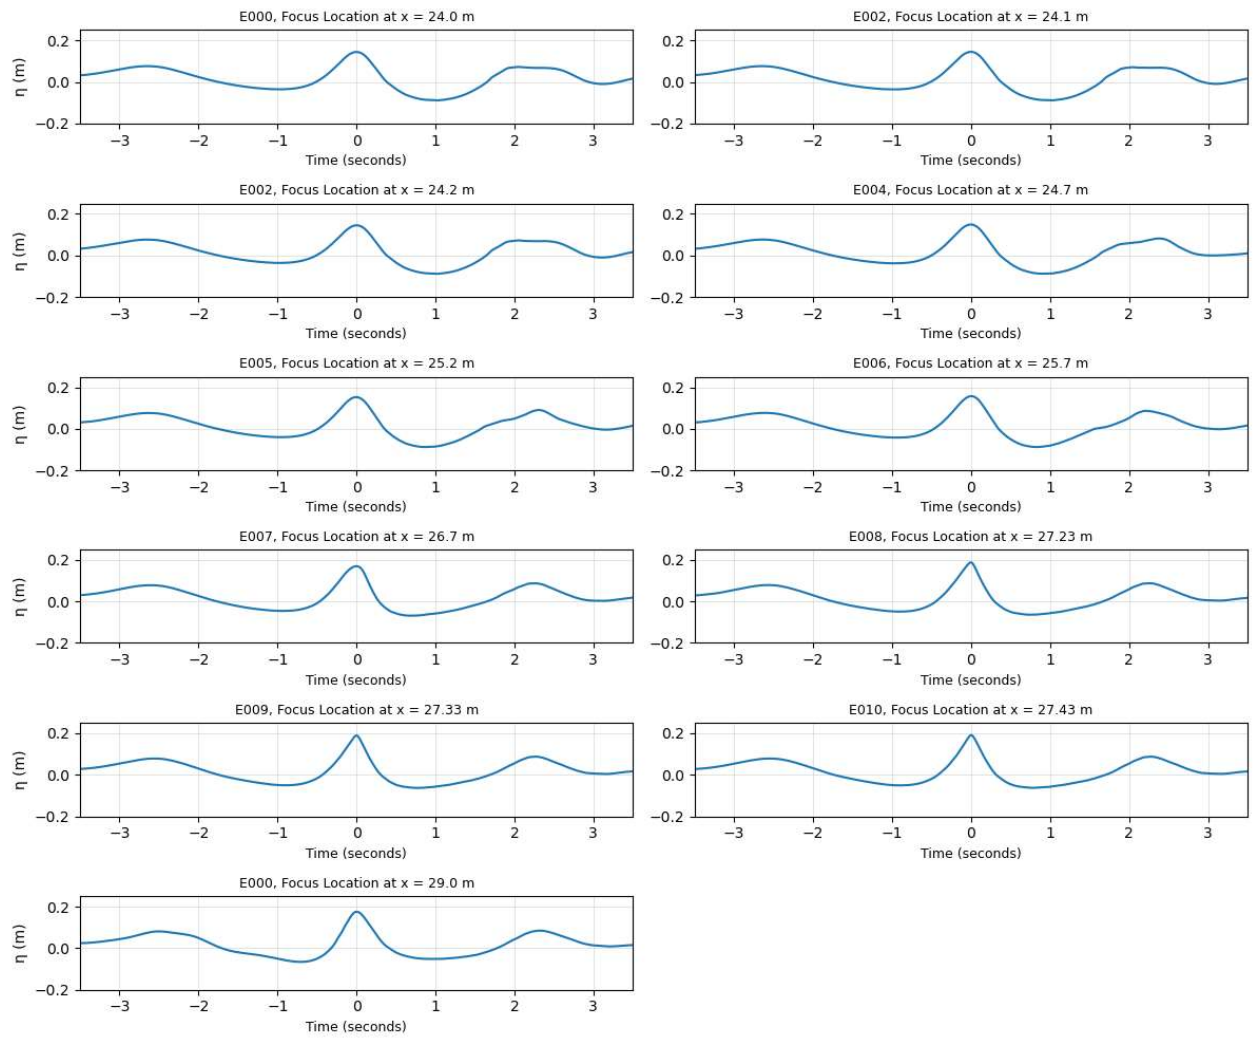 E000, Focus Location at x = 24.0 m
0.2
0.0
−0.2
η (m)
−3 −2 −1 0 1 2 3
Time (seconds)
E002, Focus Location at x = 24.1 m
0.2
0.0
−0.2
−3 −2 −1 0 1 2 3
Time (seconds)
E002, Focus Location at x = 24.2 m
0.2
0.0
−0.2
η (m)
−3 −2 −1 0 1 2 3
Time (seconds)
E004, Focus Location at x = 24.7 m
0.2
0.0
−0.2
−3 −2 −1 0 1 2 3
Time (seconds)
E005, Focus Location at x = 25.2 m
0.2
0.0
−0.2
η (m)
−3 −2 −1 0 1 2 3
Time (seconds)
E006, Focus Location at x = 25.7 m
0.2
0.0
−0.2
−3 −2 −1 0 1 2 3
Time (seconds)
E007, Focus Location at x = 26.7 m
0.2
0.0
−0.2
η (m)
−3 −2 −1 0 1 2 3
Time (seconds)
E008, Focus Location at x = 27.23 m
0.2
0.0
−0.2
−3 −2 −1 0 1 2 3
Time (seconds)
E009, Focus Location at x = 27.33 m
0.2
0.0
−0.2
η (m)
−3 −2 −1 0 1 2 3
Time (seconds)
E010, Focus Location at x = 27.43 m
0.2
0.0
−0.2
−3 −2 −1 0 1 2 3
Time (seconds)
E000, Focus Location at x = 29.0 m
0.2
0.0
−0.2
η (m)
−3 −2 −1 0 1 2 3
Time (seconds)